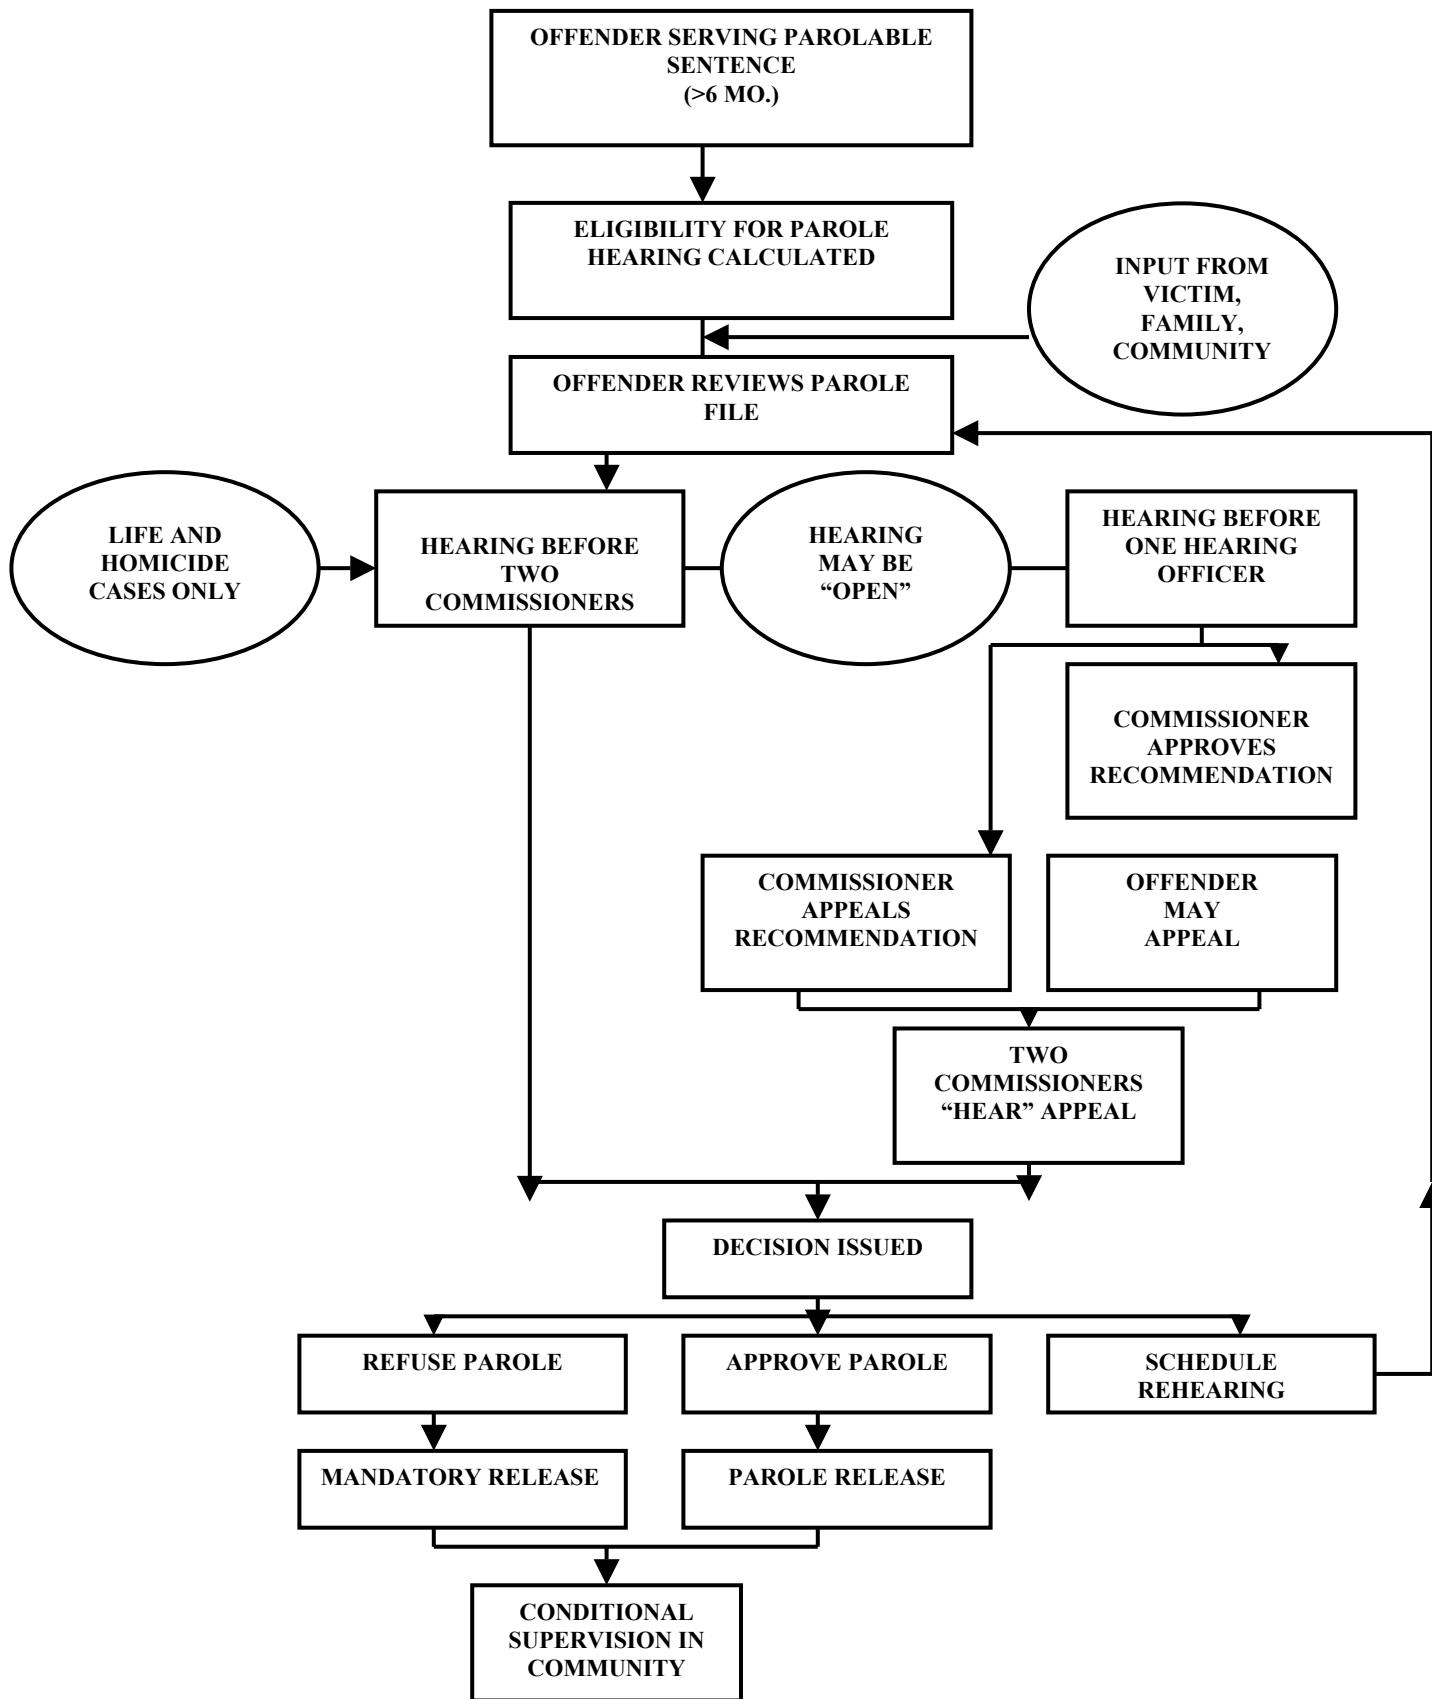 OFFENDER SERVING PAROLABLE
SENTENCE
(>6 MO.)
ELIGIBILITY FOR PAROLE
HEARING CALCULATED
INPUT FROM
VICTIM,
FAMILY,
COMMUNITY
OFFENDER REVIEWS PAROLE
FILE
LIFE AND
HOMICIDE
CASES ONLY
HEARING BEFORE
TWO
COMMISSIONERS
HEARING
MAY BE
“OPEN”
HEARING BEFORE
ONE HEARING
OFFICER
COMMISSIONER
APPROVES
RECOMMENDATION
COMMISSIONER
APPEALS
RECOMMENDATION
OFFENDER
MAY
APPEAL
TWO
COMMISSIONERS
“HEAR” APPEAL
DECISION ISSUED
REFUSE PAROLE
APPROVE PAROLE
SCHEDULE
REHEARING
MANDATORY RELEASE
PAROLE RELEASE
CONDITIONAL
SUPERVISION IN
COMMUNITY